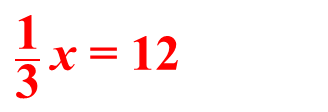 1/3 x = 12